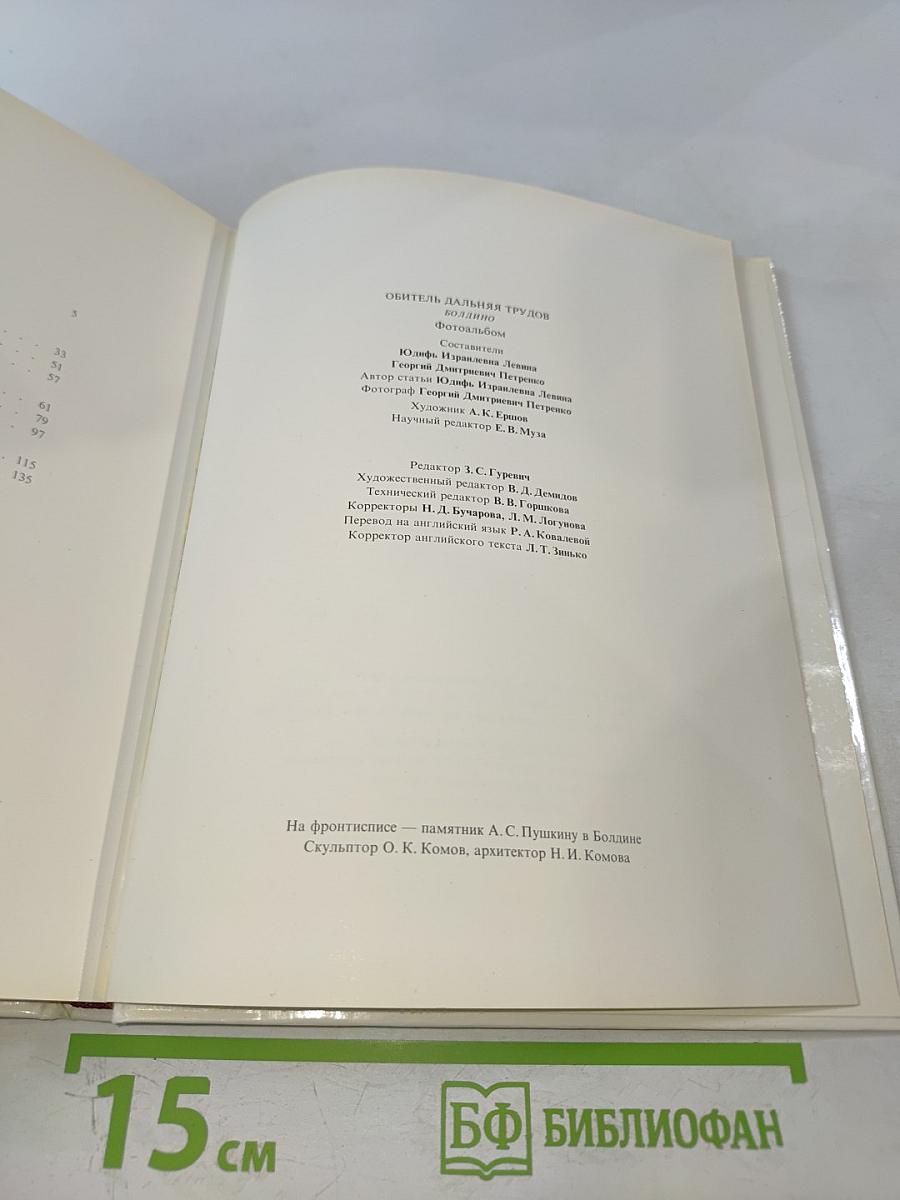 3
33
51
57
61
79
97
115
135
ОБИТЕЛЬ ДАЛЬНЯЯ ТРУДОВ
БОЛДИНО
Фотоальбом
Составители
Юдифь Израилевна Левина
Георгий Дмитриевич Петренко
Автор статьи Юдифь Израилевна Левина
Фотограф Георгий Дмитриевич Петренко
Художник А. К. Ершов
Научный редактор Е. В. Муза
Редактор З. С. Гуревич
Художественный редактор В. Д. Демидов
Технический редактор В. В. Горшкова
Корректоры Н. Д. Бучарова, Л. М. Логунова
Перевод на английский язык Р. А. Ковалевой
Корректор английского текста Л. Т. Зинько
На фронтисписе — памятник А. С. Пушкину в Болдине
Скульптор О. К. Комов, архитектор Н. И. Комова
15 см
БФ БИБЛИОФАН